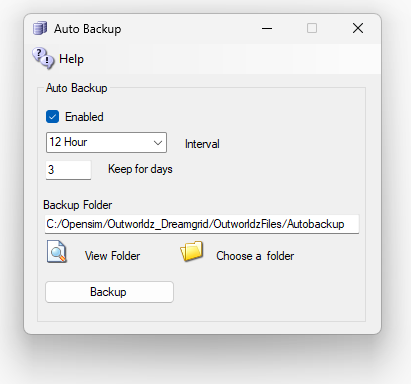 Auto Backup
Help
Auto Backup
Enabled
12 Hour Interval
3 Keep for days
Backup Folder
C:/Opensim/Outworldz_Dreamgrid/OutworldzFiles/Autobackup
View Folder Choose a folder
Backup